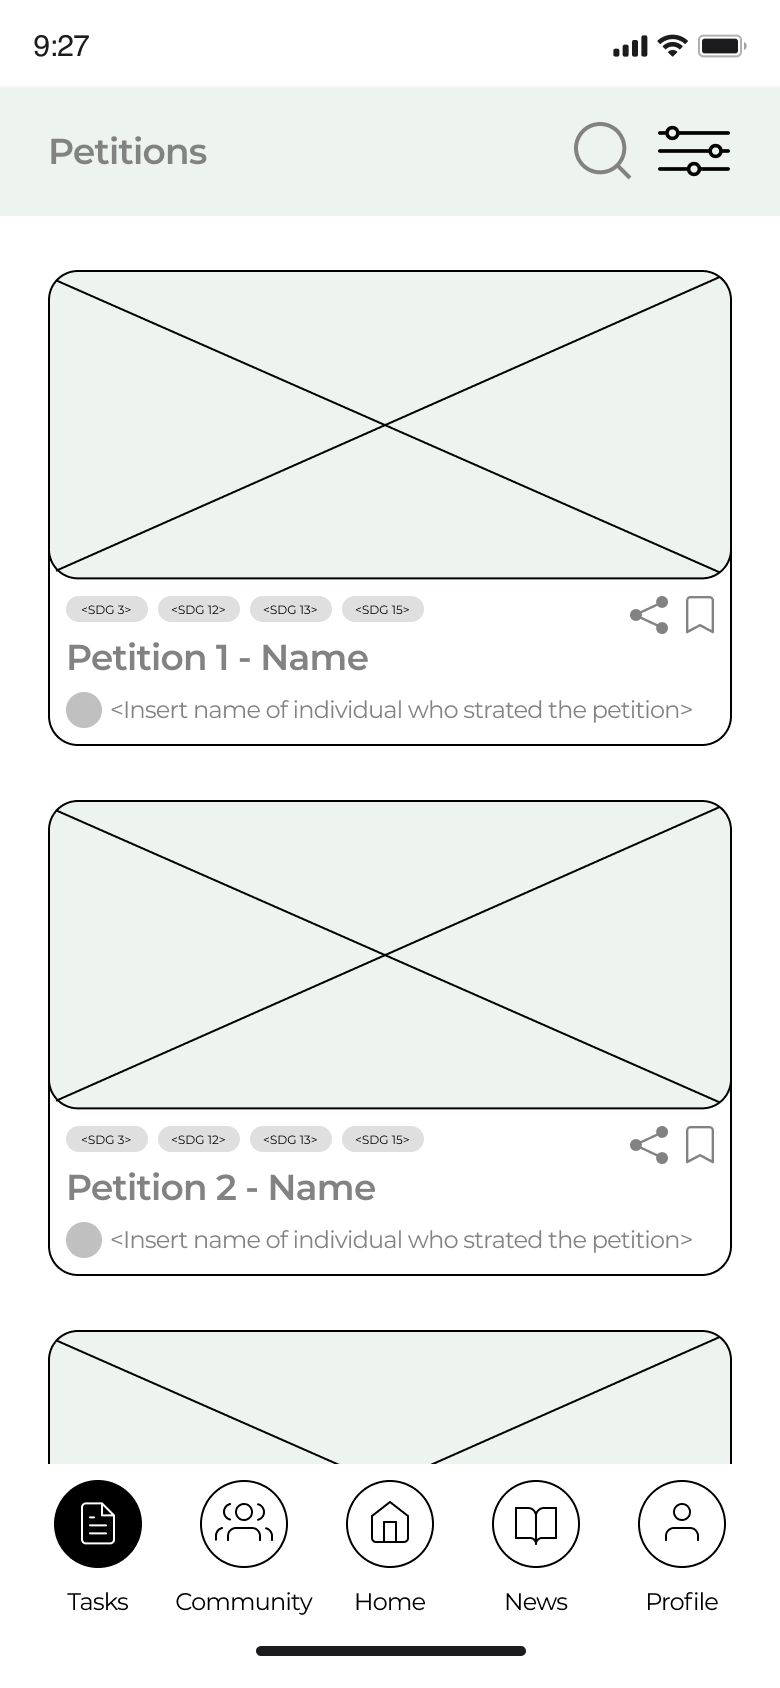 9:27
Petitions
<SDG 3> <SDG 12> <SDG 13> <SDG 15>
Petition 1 - Name
<Insert name of individual who strated the petition>
<SDG 3> <SDG 12> <SDG 13> <SDG 15>
Petition 2 - Name
<Insert name of individual who strated the petition>
Tasks Community Home News Profile